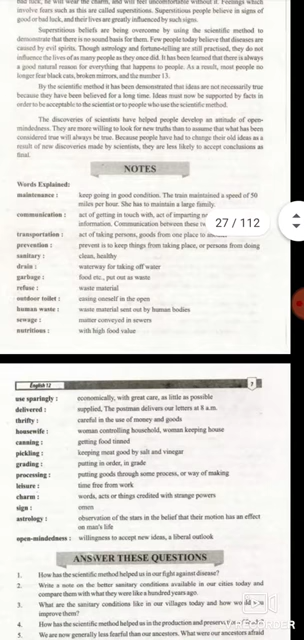 had luck, he will wear the charm, and will feel uncomfortable without it. Feelings which
involve fears such as this are called superstitions. Superstitious people believe in signs of
good or bad luck, and their lives are greatly influenced by such signs.
Superstitious beliefs are being overcome by using the scientific method to
demonstrate that there is no sound basis for them. Few people today believe that diseases are
caused by evil spirits. Though astrology and fortune-telling are still practised, they do not
influence the lives of as many people as they once did. It has been learned that there is always
a good natural reason for everything that happens to people. As a result, most people no
longer fear black cats, broken mirrors, and the number 13.
By the scientific method it has been demonstrated that ideas are not necessarily true
because they have been believed for a long time. Ideas must now be supported by facts in
order to be acceptable to the scientist or to people who use the scientific method.
The discoveries of scientists have helped people develop an attitude of open-
mindedness. They are more willing to look for new truths than to assume that what has been
considered true will always be true. Because people have had to change their old ideas as a
result of new discoveries made by scientists, they are less likely to accept conclusions as
final.
NOTES
Words Explained:
maintenance : keep going in good condition. The train maintained a speed of 50
miles per hour. She has to maintain a large family.
communication : act of getting in touch with, act of imparting
information, Communication between these
27 / 112
transportation : act of taking persons, goods from one place to
prevention : prevent is to keep things from taking place, or persons from doing
sanitary : clean, healthy
drain : waterway for taking off water
garbage : food etc., put out as waste
refuse : waste material
outdoor toilet : easing oneself in the open
human waste : waste material sent out by human bodies
sewage : matter conveyed in sewers
nutritious : with high food value
English 12
use sparingly : economically, with great care, as little as possible
delivered : supplied, The postman delivers our letters at 8 a.m.
thrifty : careful in the use of money and goods
housewife : woman controlling household, woman keeping house
canning : getting food tinned
pickling : keeping meat good by salt and vinegar
grading : putting in order, in grade
processing : putting goods through some process, or way of making
leisure : time free from work
charm : words, acts or things credited with strange powers
sign : omen
astrology : observation of the stars in the belief that their motion has an effect
on man's life
open-mindedness : willingness to accept new ideas, a liberal outlook
ANSWER THESE QUESTIONS
1. How has the scientific method helped us in our fight against disease?
2. Write a note on the better sanitary conditions available in our cities today and
compare them with what they were like a hundred years ago.
3. What are the sanitary conditions like in our villages today and how
improve them?
4. How has the scientific method helped us in the production and
5. We are now generally less fearful than our ancestors. What were our ancestors afraid
RECORDER